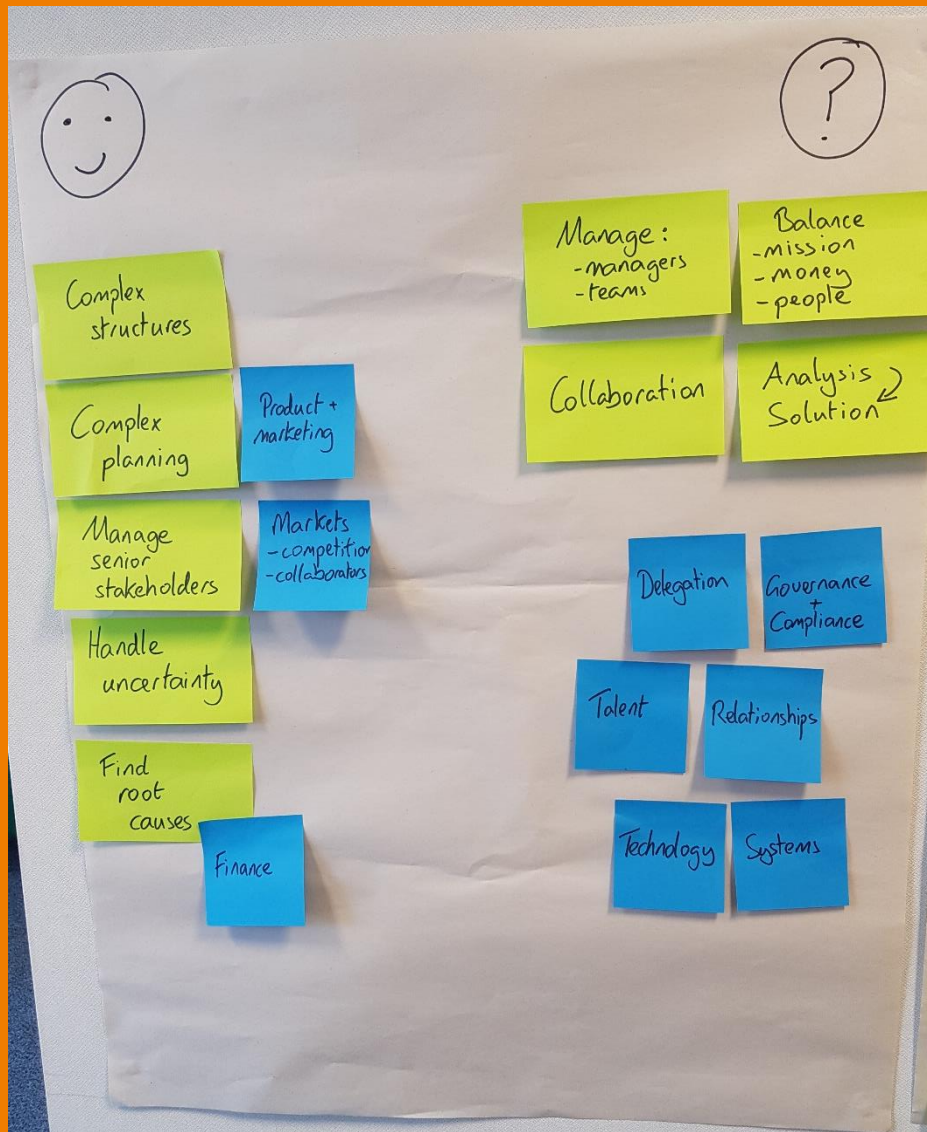 ?
Complex
structures
Complex
planning
Product +
marketing
Manage
senior
stakeholders
Markets
- competition
- collaborators
Handle
uncertainty
Find
root
causes
Finance
Manage:
- managers
- teams
Balance
- mission
- money
- people
Collaboration
Analysis
Solution
Delegation
Governance
+
Compliance
Talent
Relationships
Technology
Systems